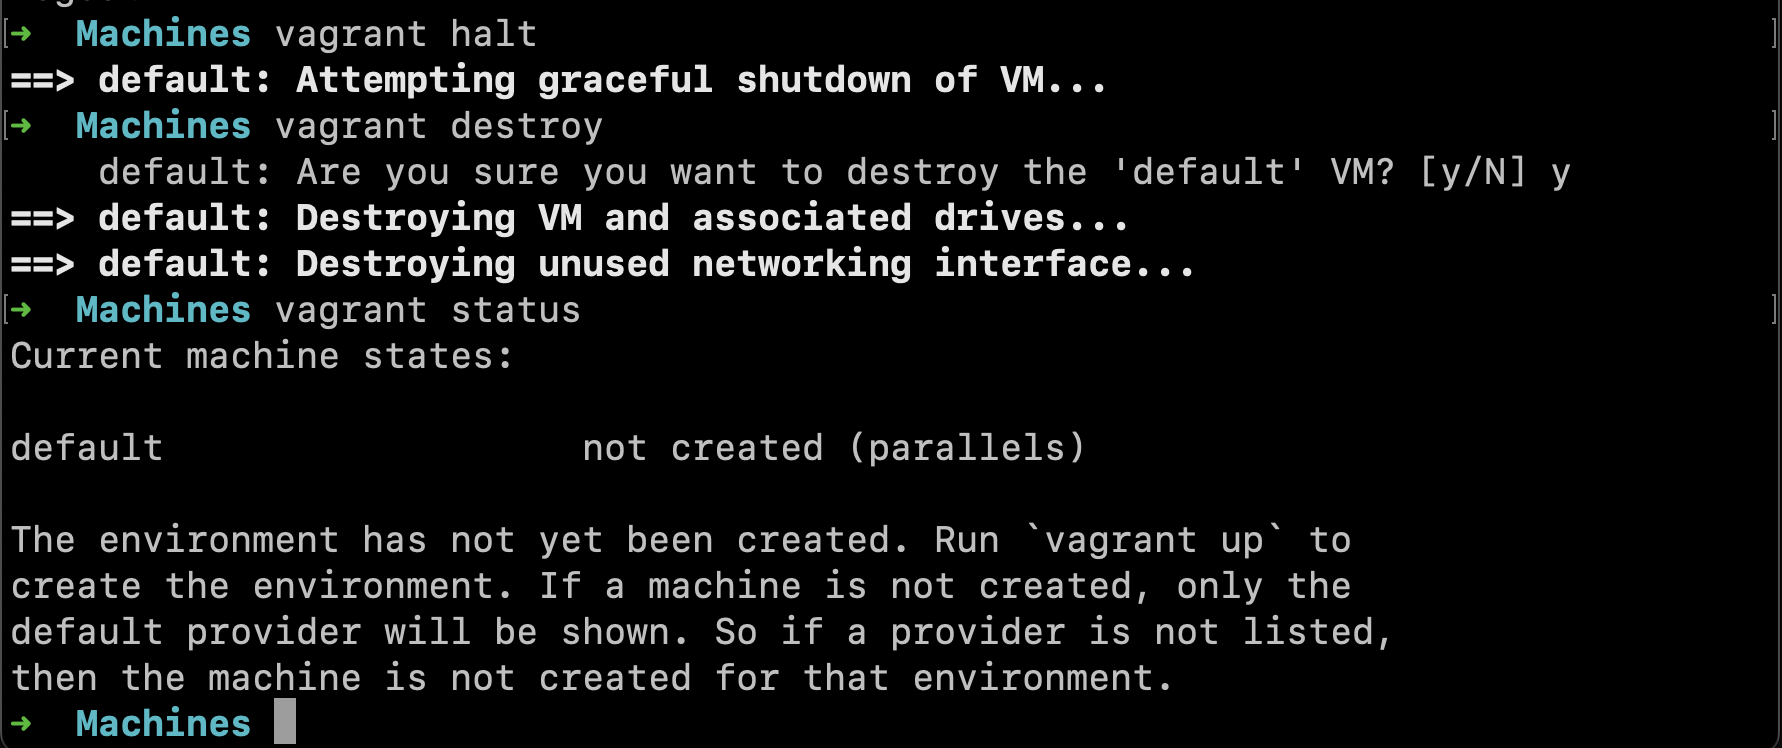 [➜  Machines vagrant halt ]
==> default: Attempting graceful shutdown of VM...
[➜  Machines vagrant destroy ]
    default: Are you sure you want to destroy the 'default' VM? [y/N] y
==> default: Destroying VM and associated drives...
==> default: Destroying unused networking interface...
[➜  Machines vagrant status ]
Current machine states:

default                   not created (parallels)

The environment has not yet been created. Run `vagrant up` to
create the environment. If a machine is not created, only the
default provider will be shown. So if a provider is not listed,
then the machine is not created for that environment.
➜  Machines